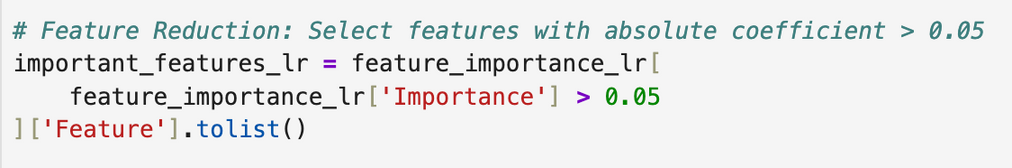 # Feature Reduction: Select features with absolute coefficient > 0.05
important_features_lr = feature_importance_lr[
    feature_importance_lr['Importance'] > 0.05
]['Feature'].tolist()